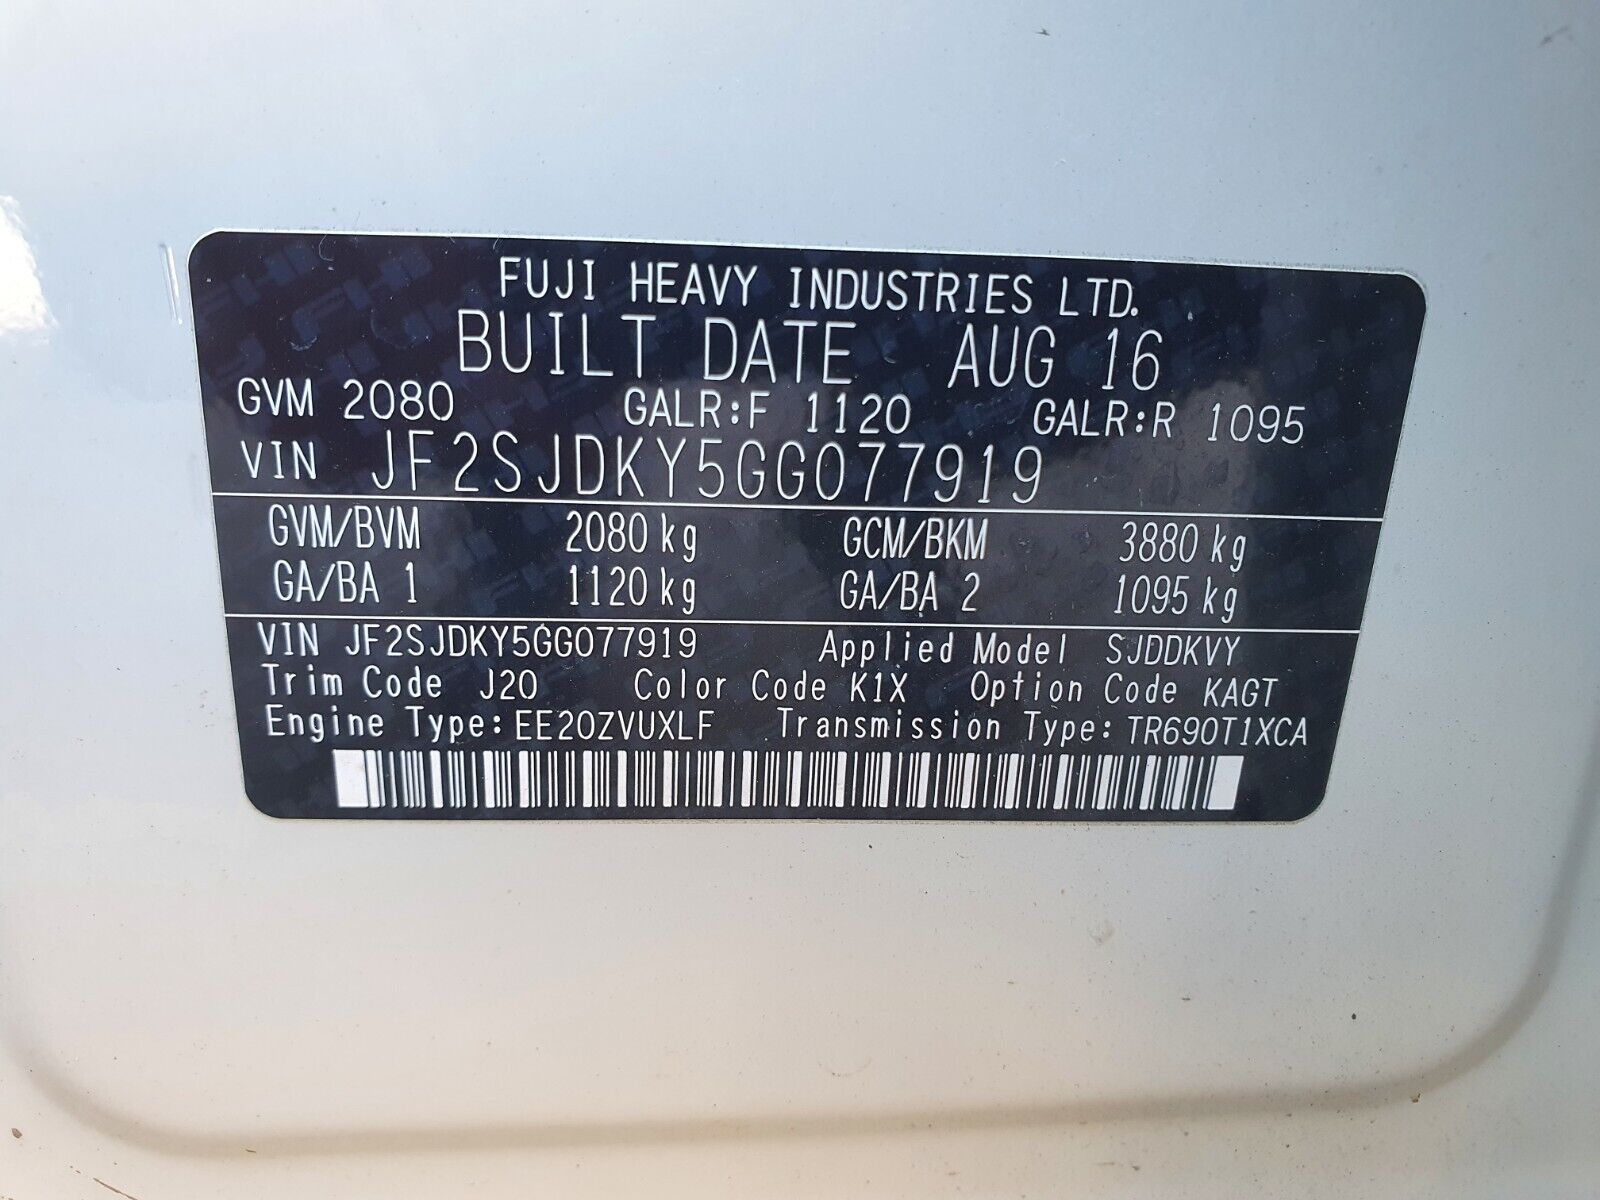 FUJI HEAVY INDUSTRIES LTD.
BUILT DATE AUG 16
GVM 2080 GALR:F 1120 GALR:R 1095
VIN JF2SJDKY5GG077919
GVM/BVM 2080 kg GCM/BKM 3880 kg
GA/BA 1 1120 kg GA/BA 2 1095 kg
VIN JF2SJDKY5GG077919 Applied Model SJDDKVY
Trim Code J20 Color Code K1X Option Code KAGT
Engine Type: EE20ZVUXLF Transmission Type: TR690T1XCA